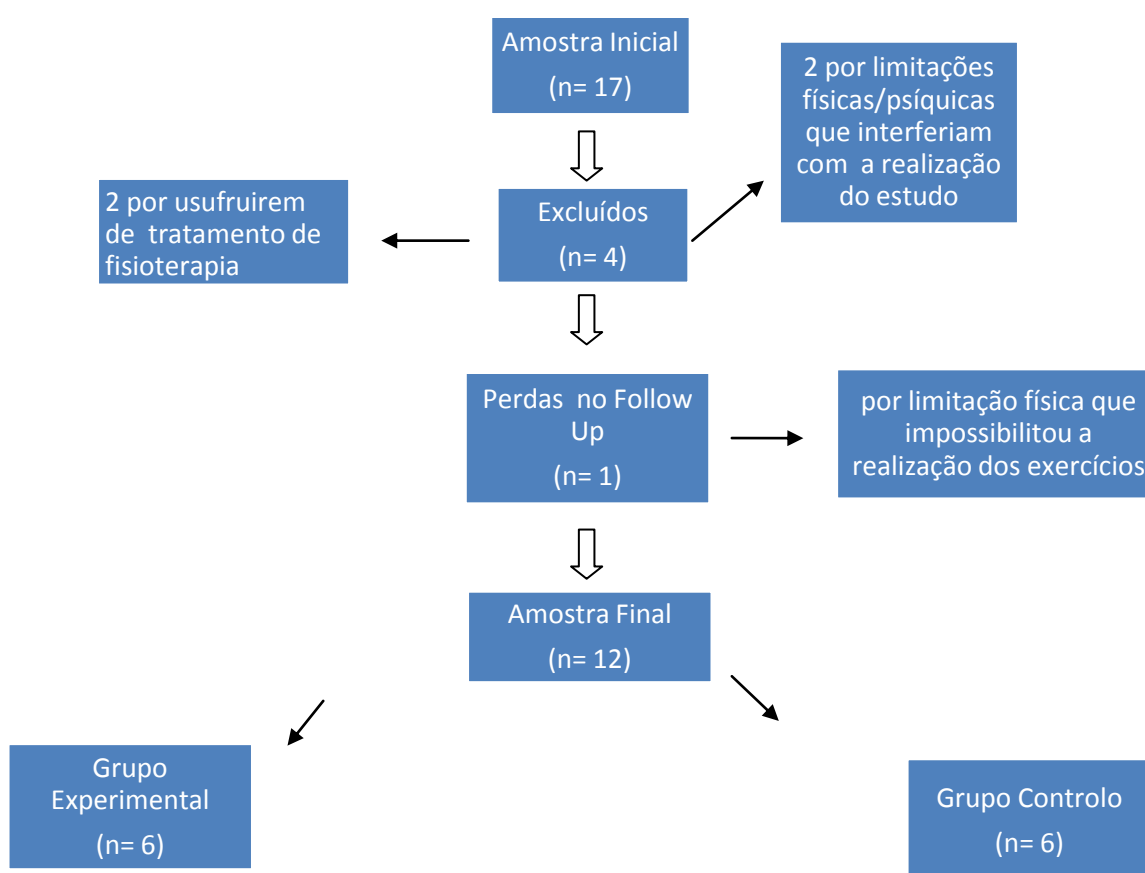 Amostra Inicial
(n= 17)
2 por limitações
físicas/psíquicas
que interferiam
com a realização
do estudo
2 por usufruirem
de tratamento de
fisioterapia
Excluídos
(n= 4)
Perdas no Follow
Up
(n= 1)
por limitação física que
impossibilitou a
realização dos exercícios
Amostra Final
(n= 12)
Grupo
Experimental
(n= 6)
Grupo Controlo
(n= 6)